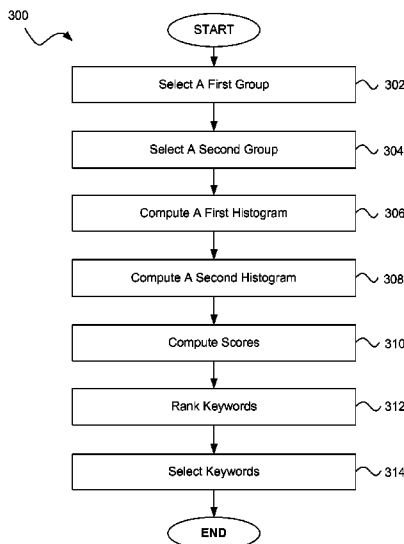 300
START
Select A First Group
302
Select A Second Group
304
Compute A First Histogram
306
Compute A Second Histogram
308
Compute Scores
310
Rank Keywords
312
Select Keywords
314
END